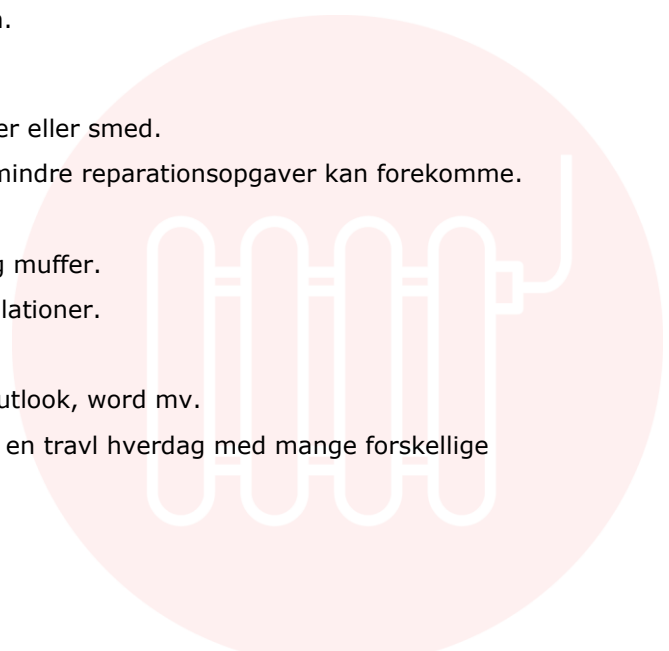 er eller smed.
mindre reparationsopgaver kan forekomme.
muffer.
lationer.
utlook, word mv.
en travl hverdag med mange forskellige